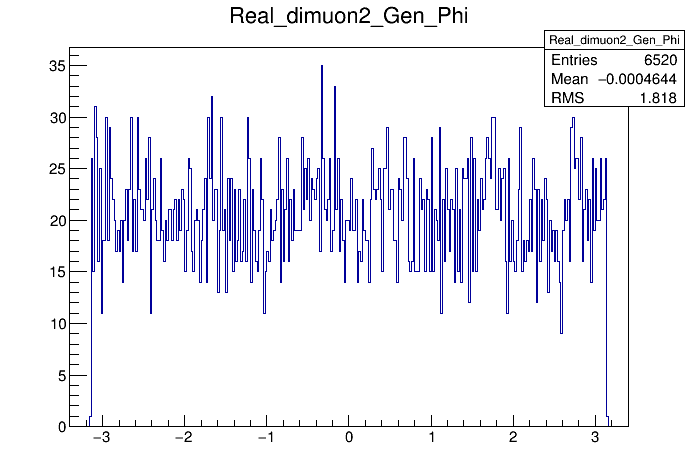 Real_dimuon2_Gen_Phi
Real_dimuon2_Gen_Phi
Entries 6520
Mean −0.0004644
RMS 1.818
35
30
25
20
15
10
5
0
−3 −2 −1 0 1 2 3